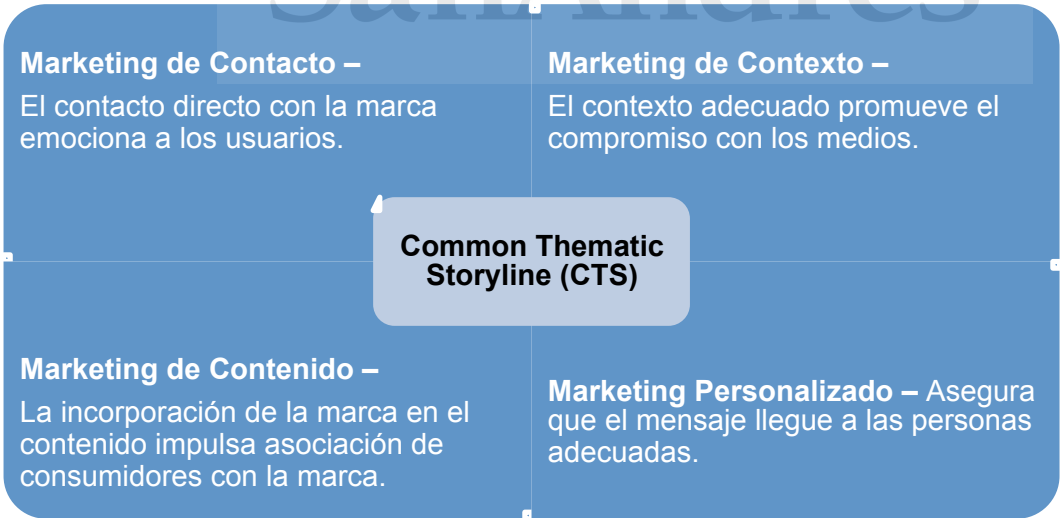 SanAndres
Marketing de Contacto –
El contacto directo con la marca
emociona a los usuarios.
Marketing de Contexto –
El contexto adecuado promueve el
compromiso con los medios.
Common Thematic
Storyline (CTS)
Marketing de Contenido –
La incorporación de la marca en el
contenido impulsa asociación de
consumidores con la marca.
Marketing Personalizado – Asegura
que el mensaje llegue a las personas
adecuadas.